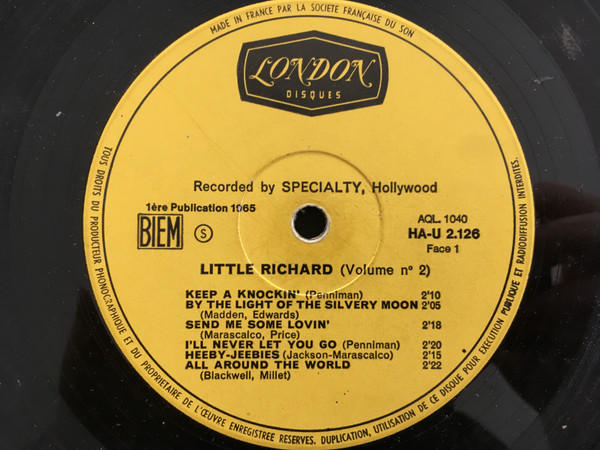 MADE IN FRANCE PAR LA SOCIETE FRANÇAISE DU SON
LONDON
DISQUES
Recorded by SPECIALTY, Hollywood
1ère Publication 1965
BIEM S
AQL. 1040
HA-U 2.126
Face 1
LITTLE RICHARD (Volume nº 2)
KEEP A KNOCKIN' (Penniman) 2'10
BY THE LIGHT OF THE SILVERY MOON 2'05
(Madden, Edwards)
SEND ME SOME LOVIN' 2'18
(Marascalco, Price)
I'LL NEVER LET YOU GO (Penniman) 2'20
HEEBY-JEEBIES (Jackson-Marascalco) 2'15
ALL AROUND THE WORLD 2'22
(Blackwell, Millet)
TOUS DROITS DU PRODUCTEUR PHONOGRAPHIQUE ET DU PROPRIETAIRE DE L'ŒUVRE ENREGISTREE RESERVES. DUPLICATION, UTILISATION DE CE DISQUE POUR EXECUTION PUBLIQUE ET RADIODIFFUSION INTERDITES.